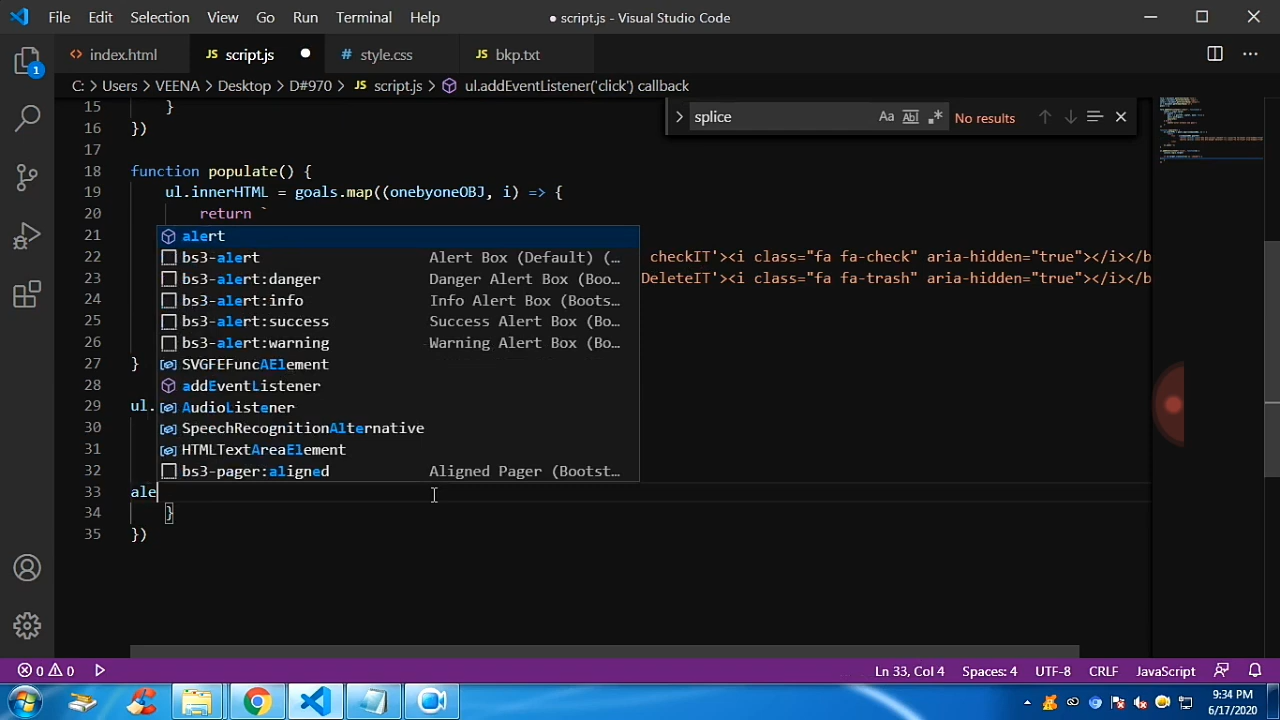 File Edit Selection View Go Run Terminal Help
● script.js - Visual Studio Code
<> index.html
JS script.js ●
# style.css
JS bkp.txt
C: > Users > VEENA > Desktop > D#970 > JS script.js > ul.addEventListener('click') callback
splice Aa Ab .* No results
1
15 }
16 })
17
18 function populate() {
19 ul.innerHTML = goals.map((onebyoneOBJ, i) => {
20 return `
21 alert
22 bs3-alert Alert Box (Default) (… checkIT'><i class="fa fa-check" aria-hidden="true"></i></b
23 bs3-alert:danger Danger Alert Box (Boo… DeleteIT'><i class="fa fa-trash" aria-hidden="true"></i></b
24 bs3-alert:info Info Alert Box (Boots…
25 bs3-alert:success Success Alert Box (Bo…
26 bs3-alert:warning Warning Alert Box (Bo…
27 } SVGFEFuncAElement
28 addEventListener
29 ul. AudioListener
30 SpeechRecognitionAlternative
31 HTMLTextAreaElement
32 bs3-pager:aligned Aligned Pager (Bootst…
33 ale
34 }
35 })
0 0 Ln 33, Col 4 Spaces: 4 UTF-8 CRLF JavaScript
9:34 PM
6/17/2020